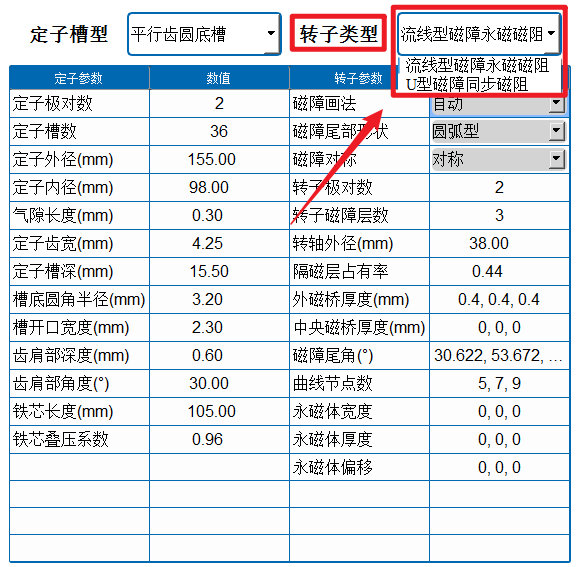 定子槽型 平行齿圆底槽 转子类型 流线型磁障永磁磁阻
流线型磁障永磁磁阻
U型磁障同步磁阻
定子参数 数值 转子参数
定子极对数 2 磁障画法 自动
定子槽数 36 磁障尾部形状 圆弧型
定子外径(mm) 155.00 磁障对称 对称
定子内径(mm) 98.00 转子极对数 2
气隙长度(mm) 0.30 转子磁障层数 3
定子齿宽(mm) 4.25 转轴外径(mm) 38.00
定子槽深(mm) 15.50 隔磁层占有率 0.44
槽底圆角半径(mm) 3.20 外磁桥厚度(mm) 0.4, 0.4, 0.4
槽开口宽度(mm) 2.30 中央磁桥厚度(mm) 0, 0, 0
齿肩部深度(mm) 0.60 磁障尾角(°) 30.622, 53.672, ...
齿肩部角度(°) 30.00 曲线节点数 5, 7, 9
铁芯长度(mm) 105.00 永磁体宽度 0, 0, 0
铁芯叠压系数 0.96 永磁体厚度 0, 0, 0
永磁体偏移 0, 0, 0